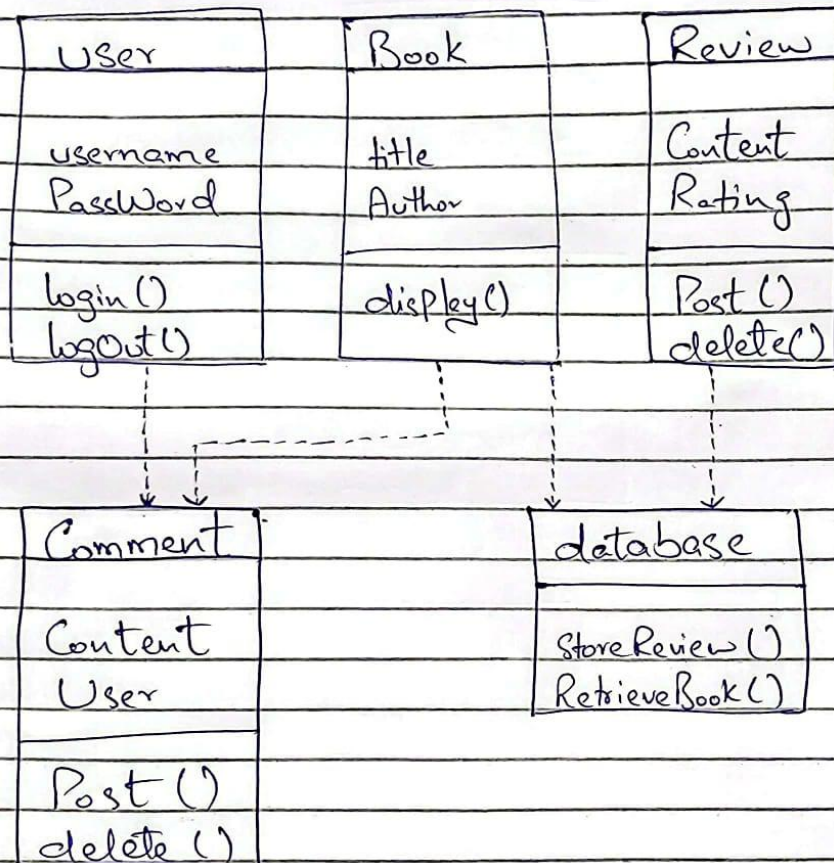 User
username
PassWord
login()
logOut()
Book
title
Author
display()
Review
Content
Rating
Post()
delete()
Comment
Content
User
Post()
delete()
database
StoreReview()
RetrieveBook()